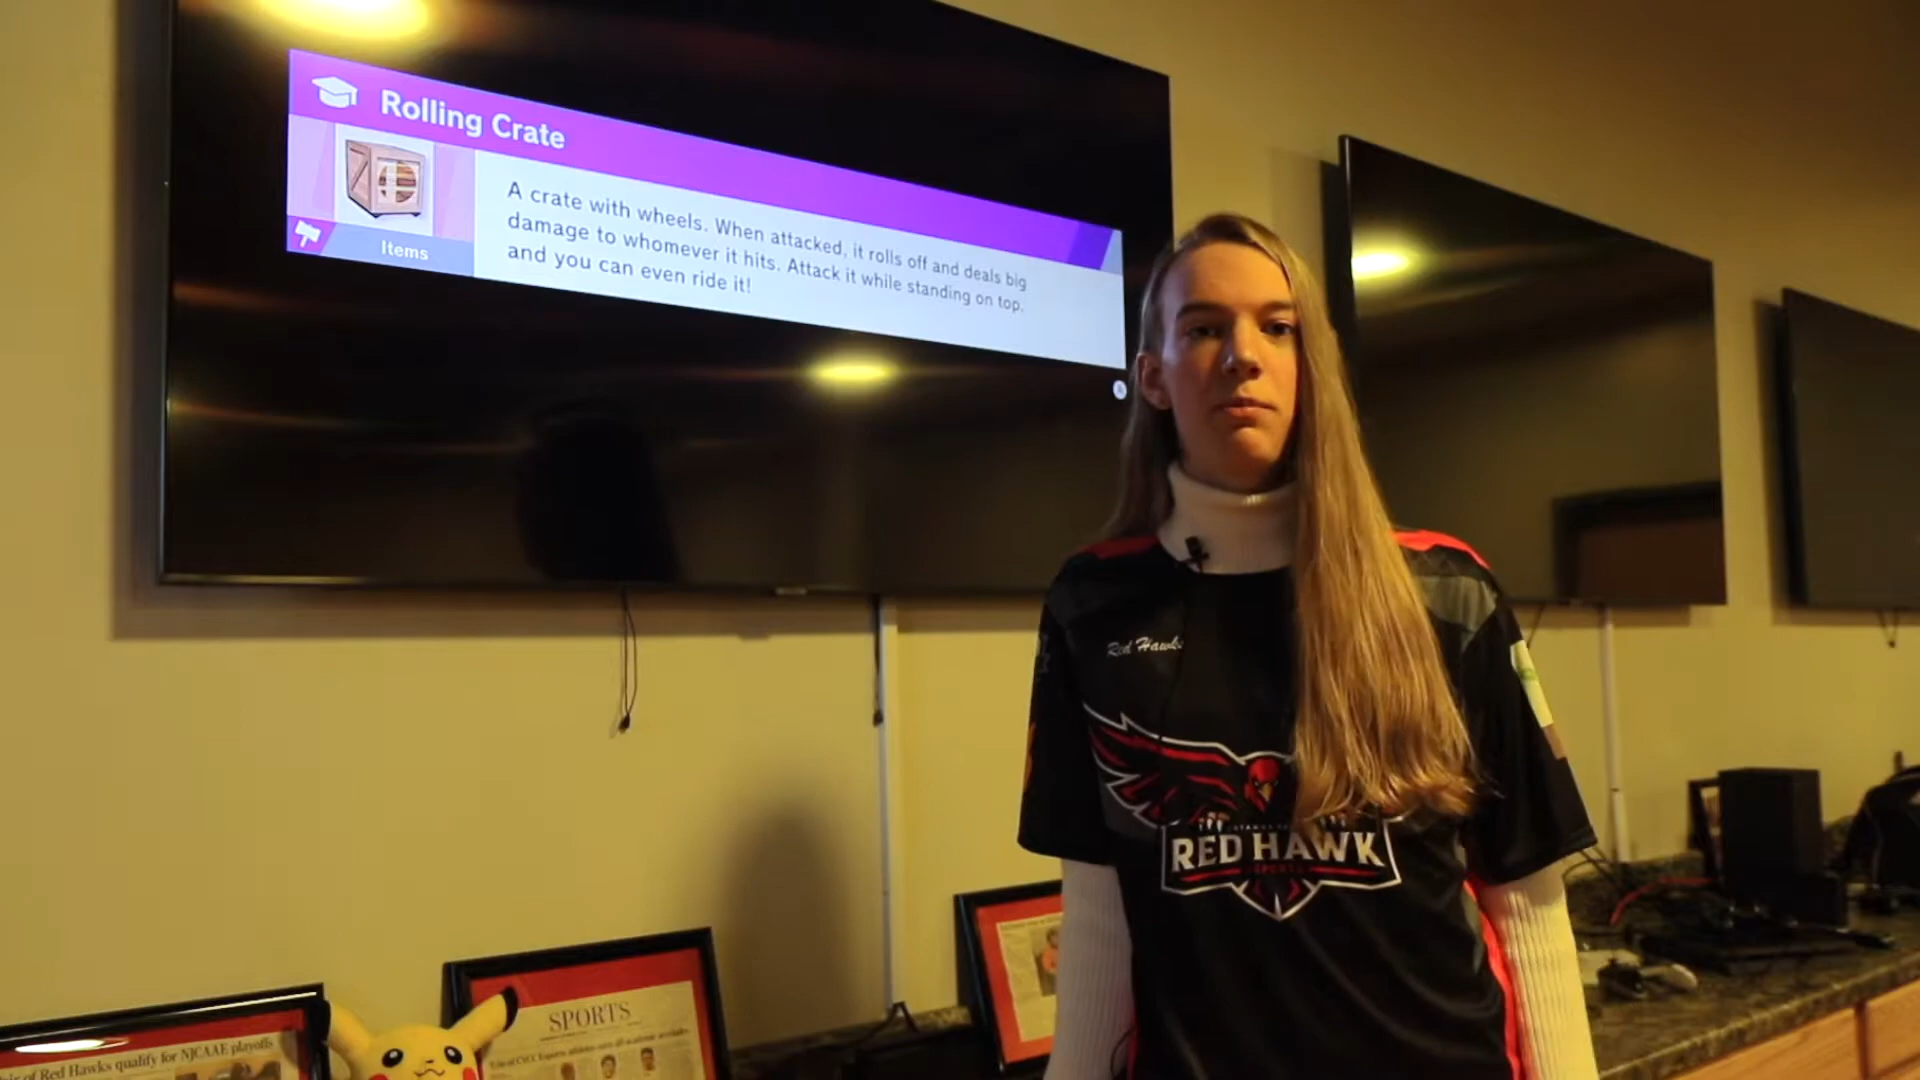 Rolling Crate
A crate with wheels. When attacked, it rolls off and deals big
damage to whomever it hits. Attack it while standing on top,
and you can even ride it!
Items
Red Hawks
RED HAWK
SPORTS
of Red Hawks qualify for NJCAAE playoffs